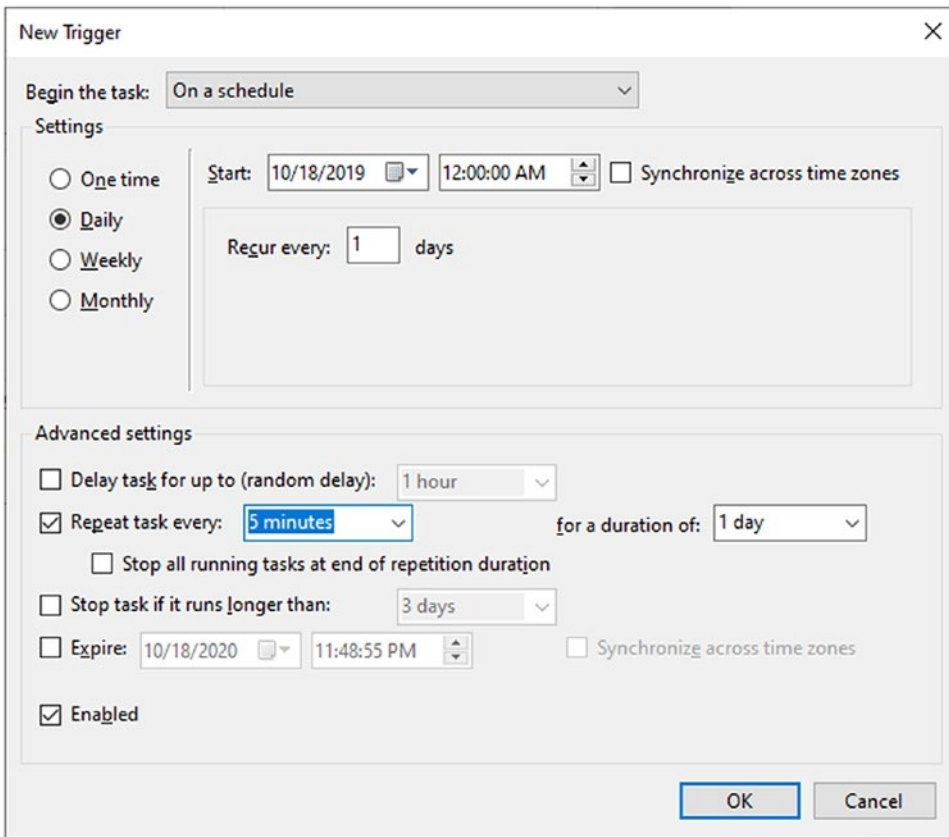 New Trigger
Begin the task: On a schedule
Settings
One time
Start: 10/18/2019 12:00:00 AM Synchronize across time zones
Daily
Recur every: 1 days
Weekly
Monthly
Advanced settings
Delay task for up to (random delay): 1 hour
Repeat task every: 5 minutes for a duration of: 1 day
Stop all running tasks at end of repetition duration
Stop task if it runs longer than: 3 days
Expire: 10/18/2020 11:48:55 PM Synchronize across time zones
Enabled
OK Cancel